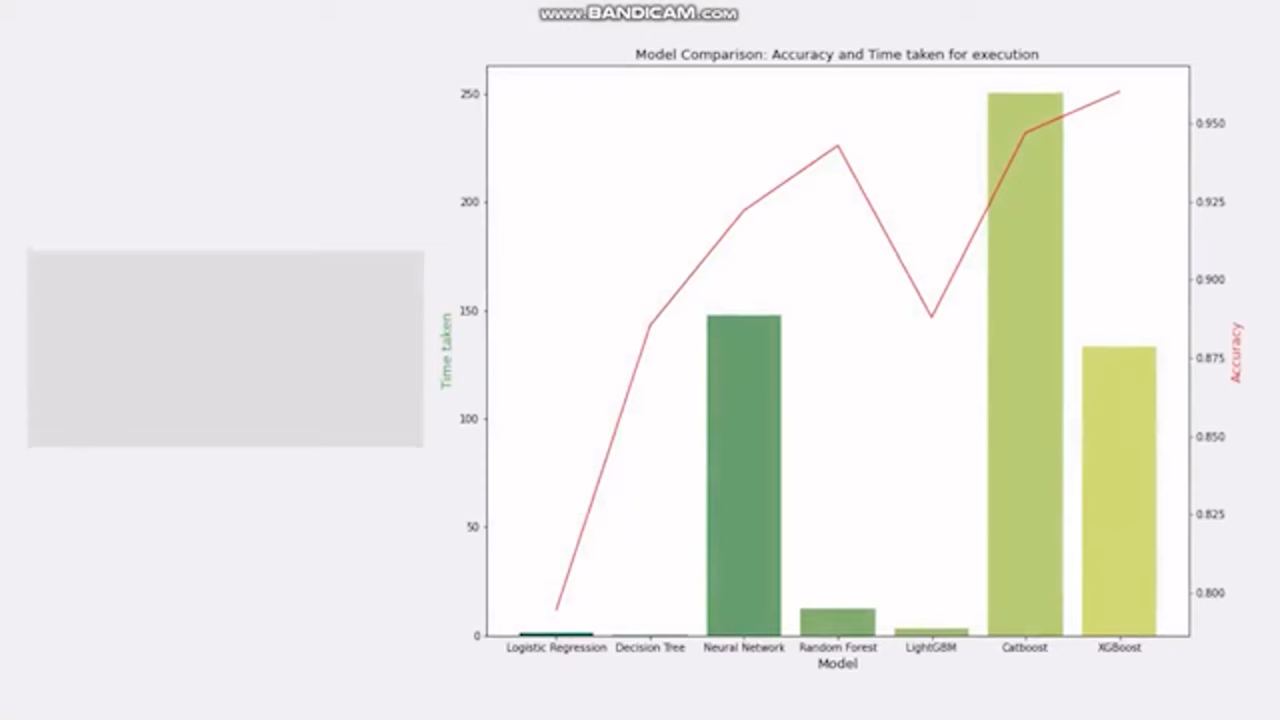 www.BANDICAM.com
Model Comparison: Accuracy and Time taken for execution
250
200
150
100
50
0
Time taken
0.950
0.925
0.900
0.875
0.850
0.825
0.800
Accuracy
Logistic Regression Decision Tree Neural Network Random Forest LightGBM Catboost XGBoost
Model